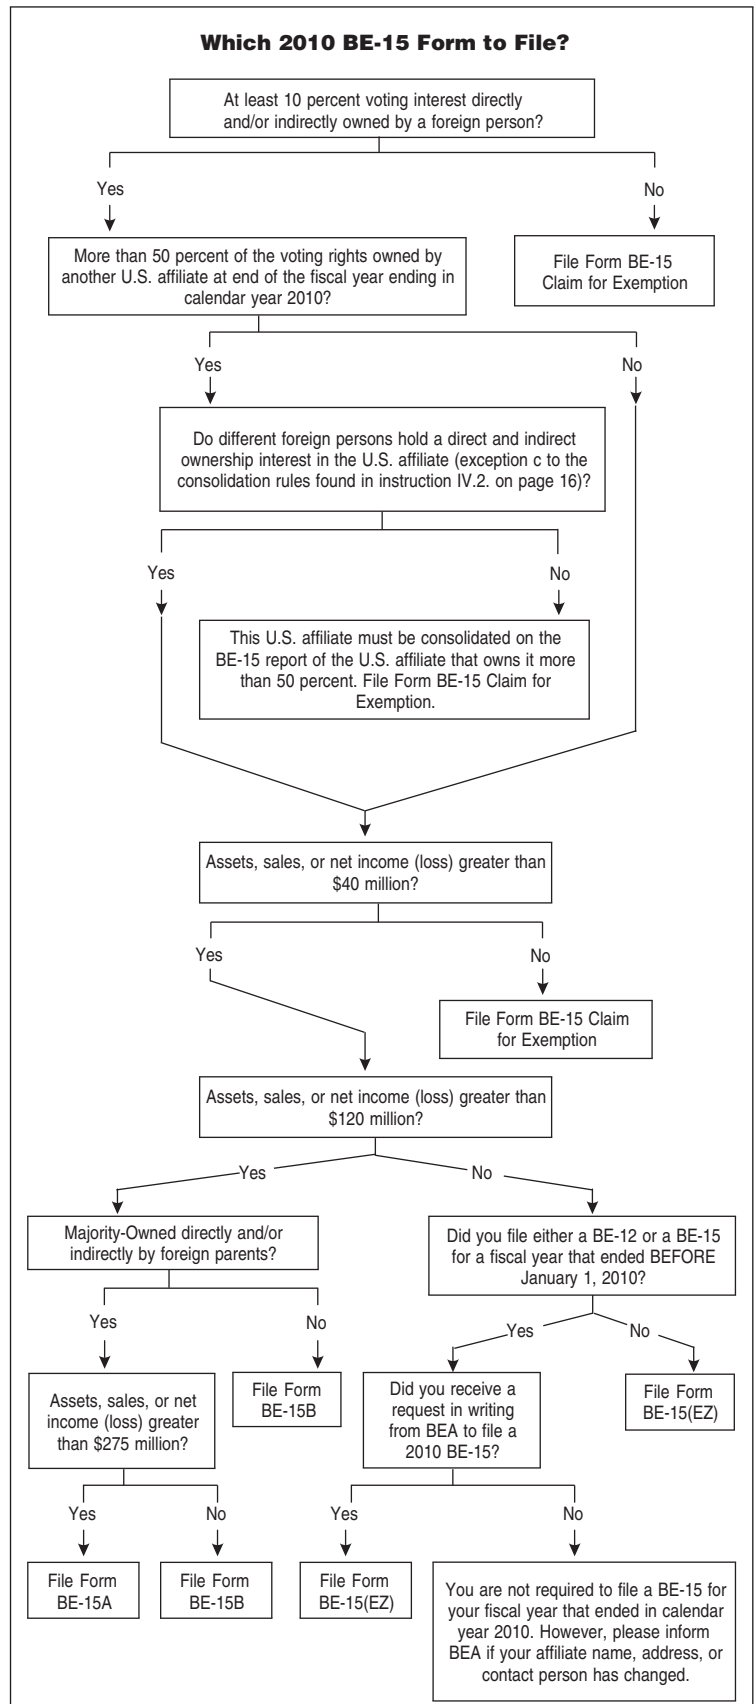 Which 2010 BE-15 Form to File?
At least 10 percent voting interest directly
and/or indirectly owned by a foreign person?
Yes
No
More than 50 percent of the voting rights owned by
another U.S. affiliate at end of the fiscal year ending in
calendar year 2010?
File Form BE-15
Claim for Exemption
Yes
No
Do different foreign persons hold a direct and indirect
ownership interest in the U.S. affiliate (exception c to the
consolidation rules found in instruction IV.2. on page 16)?
Yes
No
This U.S. affiliate must be consolidated on the
BE-15 report of the U.S. affiliate that owns it more
than 50 percent. File Form BE-15 Claim for
Exemption.
Assets, sales, or net income (loss) greater than
$40 million?
Yes
No
File Form BE-15 Claim
for Exemption
Assets, sales, or net income (loss) greater than
$120 million?
Yes
No
Majority-Owned directly and/or
indirectly by foreign parents?
Did you file either a BE-12 or a BE-15
for a fiscal year that ended BEFORE
January 1, 2010?
Yes
No
Yes
No
Assets, sales, or net
income (loss) greater
than $275 million?
File Form
BE-15B
Did you receive a
request in writing
from BEA to file a
2010 BE-15?
File Form
BE-15(EZ)
Yes
No
Yes
No
File Form
BE-15A
File Form
BE-15B
File Form
BE-15(EZ)
You are not required to file a BE-15 for
your fiscal year that ended in calendar
year 2010. However, please inform
BEA if your affiliate name, address, or
contact person has changed.